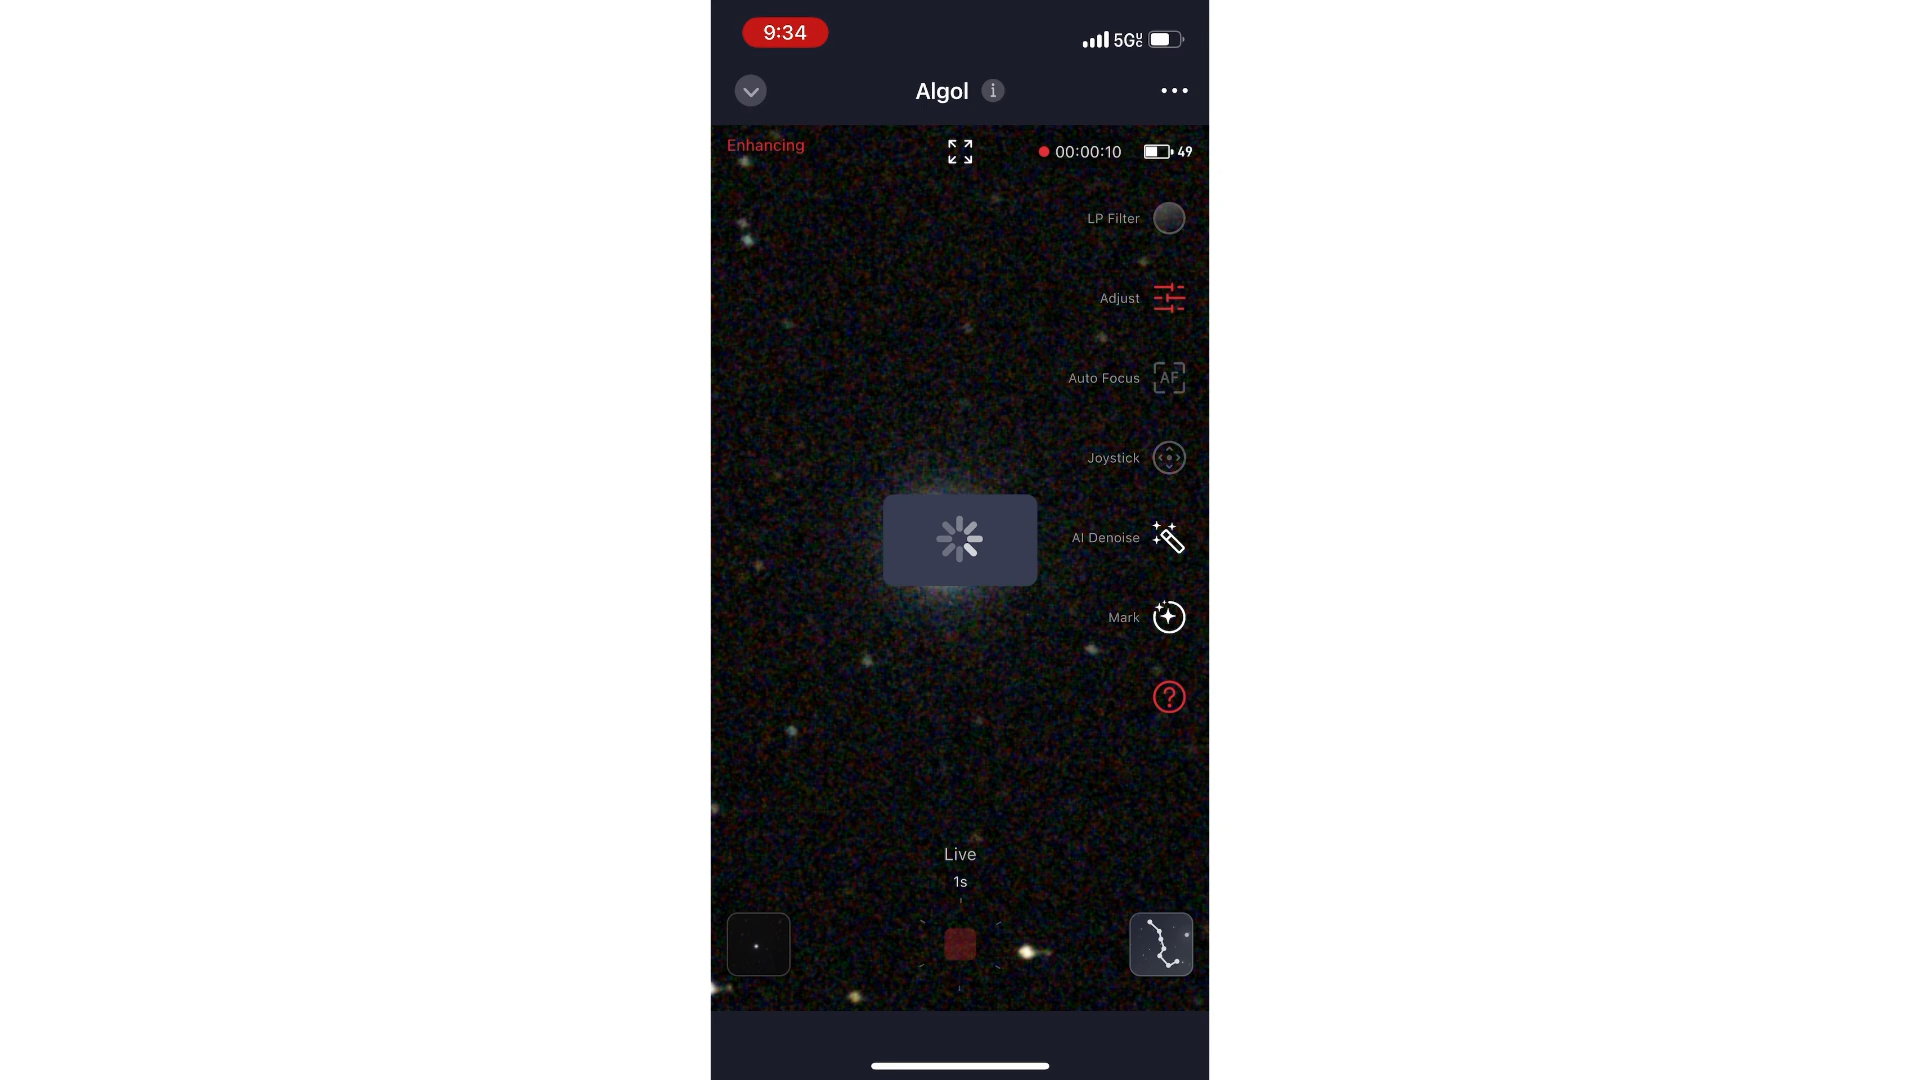 9:34
5GUC
Algol
Enhancing
00:00:10
49
LP Filter
Adjust
Auto Focus
AF
Joystick
AI Denoise
Mark
?
Live
1s